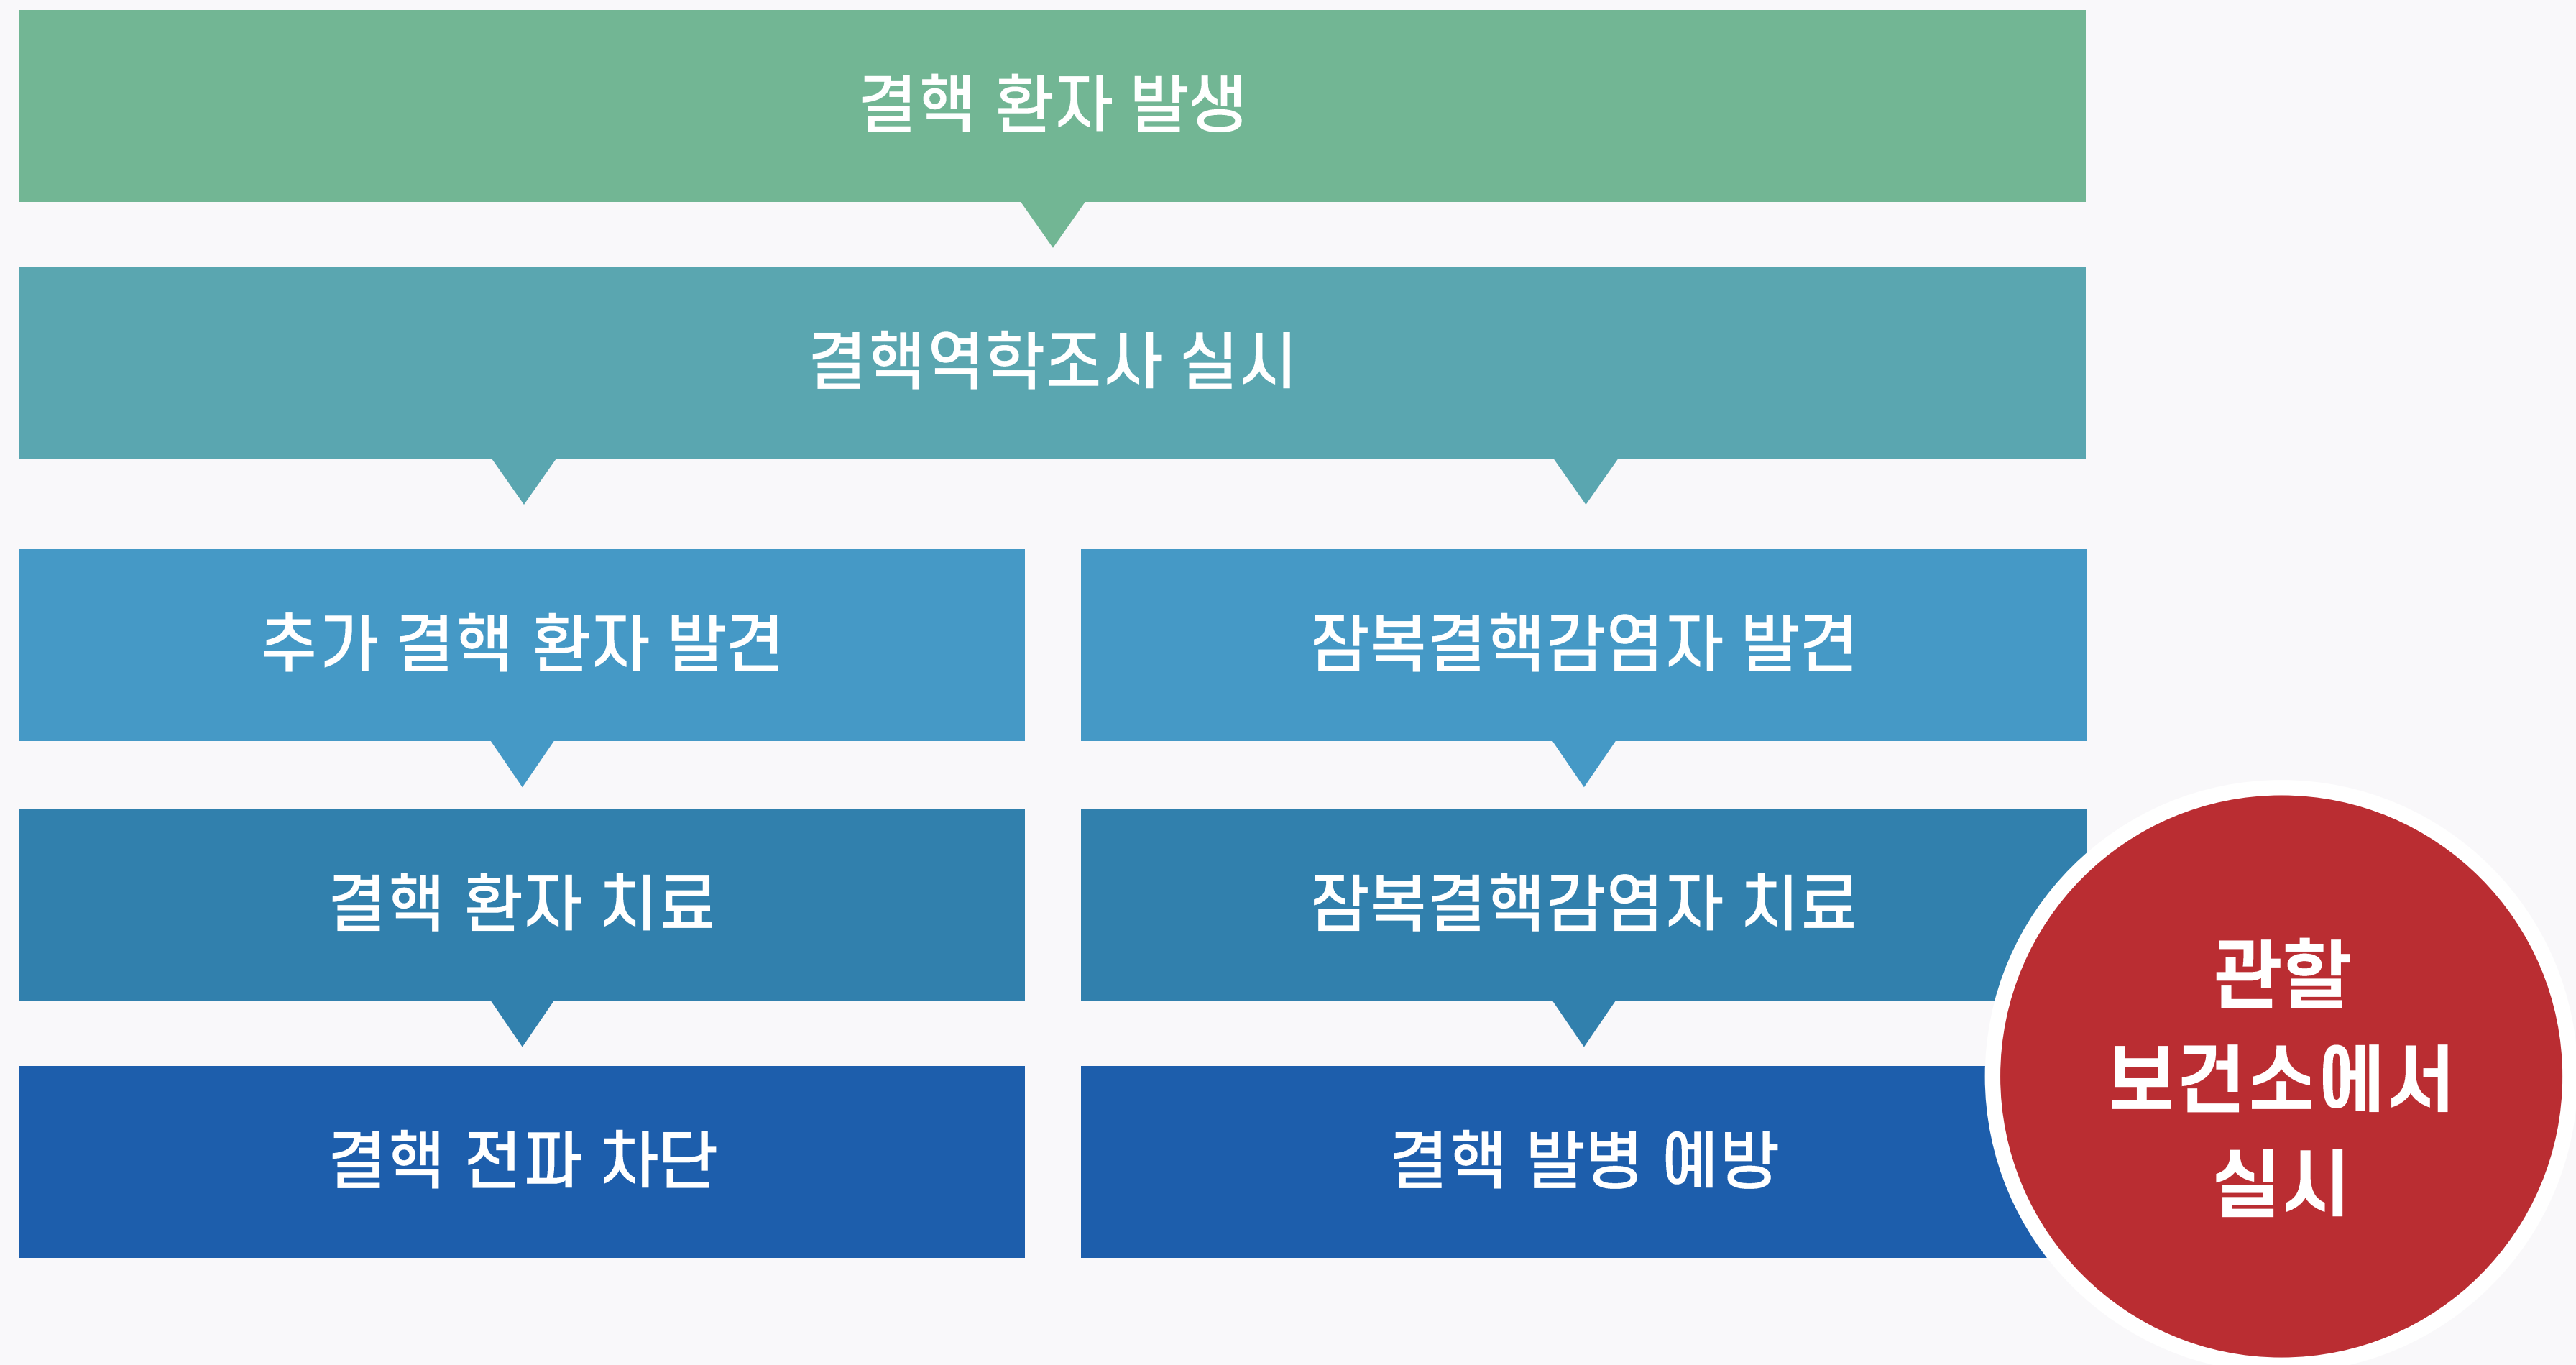 결핵 환자 발생
결핵역학조사 실시
추가 결핵 환자 발견
잠복결핵감염자 발견
결핵 환자 치료
잠복결핵감염자 치료
결핵 전파 차단
결핵 발병 예방
관할
보건소에서
실시